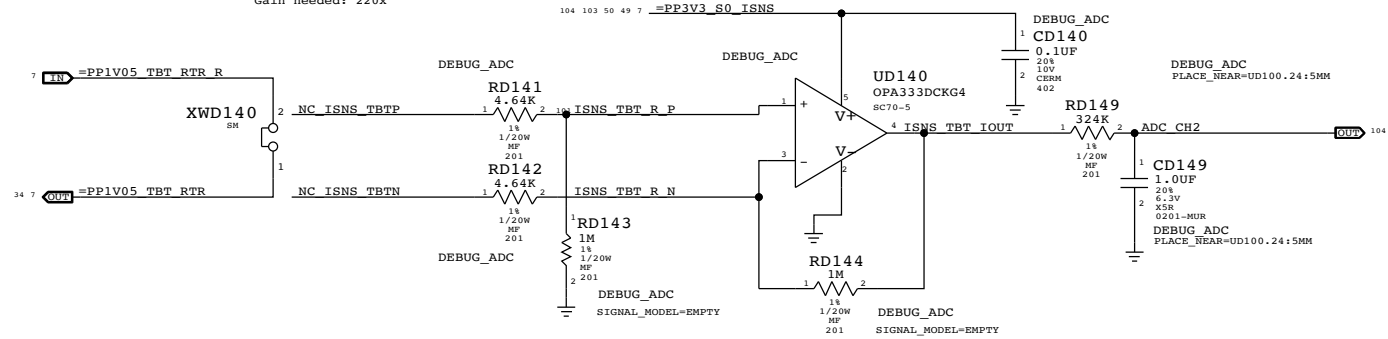 Gain needed: 220x
104 103 50 49 7 =PP3V3_S0_ISNS
DEBUG_ADC
1
CD140
0.1UF
20%
10V
CERM
402
2
DEBUG_ADC
PLACE_NEAR=UD100.24:5MM
7 IN =PP1V05_TBT_RTR_R
XWD140
SM
2
1
34 7 OUT =PP1V05_TBT_RTR
DEBUG_ADC
RD141
4.64K
NC_ISNS_TBTP 1 2 ISNS_TBT_R_P
1%
1/20W
MF
201
RD142
4.64K
NC_ISNS_TBTN 1 2 ISNS_TBT_R_N
1%
1/20W
MF
201
DEBUG_ADC
1
RD143
1M
1%
1/20W
MF
201
2
DEBUG_ADC
SIGNAL_MODEL=EMPTY
DEBUG_ADC
UD140
OPA333DCKG4
SC70-5
5
V+
1 +
3 -
V-
2
4 ISNS_TBT_IOUT
RD144
1M
1 2
1%
1/20W
MF
201
DEBUG_ADC
SIGNAL_MODEL=EMPTY
RD149
324K
1 2 ADC_CH2
1%
1/20W
MF
201
OUT 104
1
CD149
1.0UF
20%
6.3V
X5R
0201-MUR
2
DEBUG_ADC
PLACE_NEAR=UD100.24:5MM